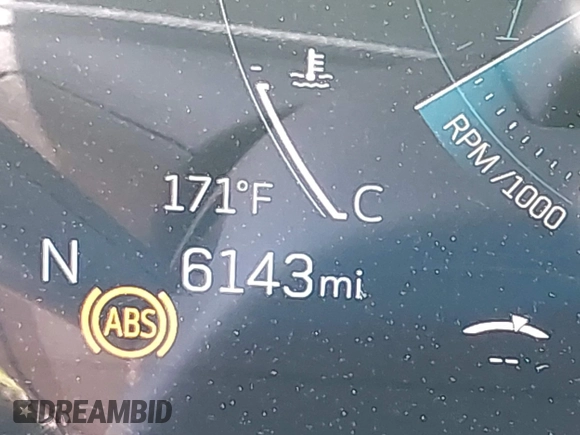 RPM/1000
171°F
C
N
6143mi
ABS
--.-
DREAMBID